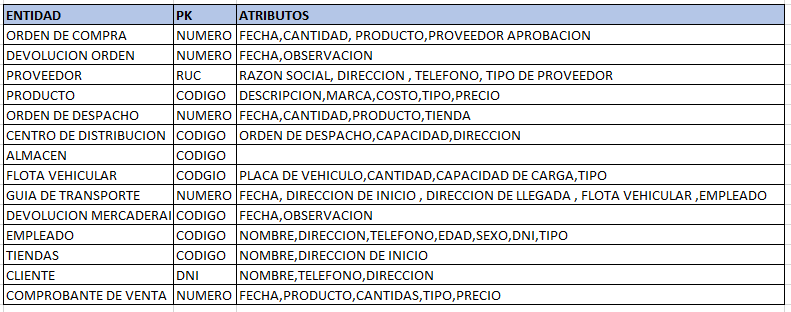 ENTIDAD PK ATRIBUTOS
ORDEN DE COMPRA NUMERO FECHA,CANTIDAD, PRODUCTO,PROVEEDOR APROBACION
DEVOLUCION ORDEN NUMERO FECHA,OBSERVACION
PROVEEDOR RUC RAZON SOCIAL, DIRECCION , TELEFONO, TIPO DE PROVEEDOR
PRODUCTO CODIGO DESCRIPCION,MARCA,COSTO,TIPO,PRECIO
ORDEN DE DESPACHO NUMERO FECHA,CANTIDAD,PRODUCTO,TIENDA
CENTRO DE DISTRIBUCION CODIGO ORDEN DE DESPACHO,CAPACIDAD,DIRECCION
ALMACEN CODIGO
FLOTA VEHICULAR CODGIO PLACA DE VEHICULO,CANTIDAD,CAPACIDAD DE CARGA,TIPO
GUIA DE TRANSPORTE NUMERO FECHA, DIRECCION DE INICIO , DIRECCION DE LLEGADA , FLOTA VEHICULAR ,EMPLEADO
DEVOLUCION MERCADERAI CODIGO FECHA,OBSERVACION
EMPLEADO CODIGO NOMBRE,DIRECCION,TELEFONO,EDAD,SEXO,DNI,TIPO
TIENDAS CODIGO NOMBRE,DIRECCION DE INICIO
CLIENTE DNI NOMBRE,TELEFONO,DIRECCION
COMPROBANTE DE VENTA NUMERO FECHA,PRODUCTO,CANTIDAS,TIPO,PRECIO